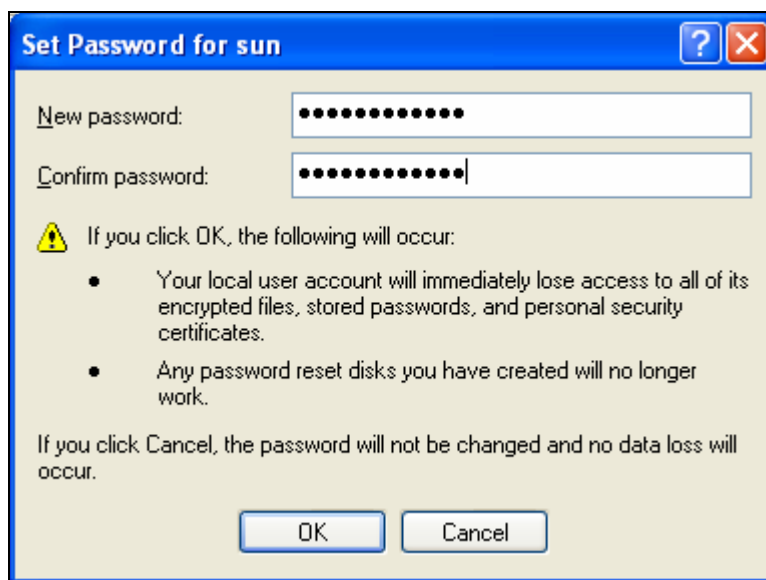 Set Password for sun
New password: ●●●●●●●●●●●●
Confirm password: ●●●●●●●●●●●●
If you click OK, the following will occur:
● Your local user account will immediately lose access to all of its
encrypted files, stored passwords, and personal security
certificates.
● Any password reset disks you have created will no longer
work.
If you click Cancel, the password will not be changed and no data loss will
occur.
OK Cancel